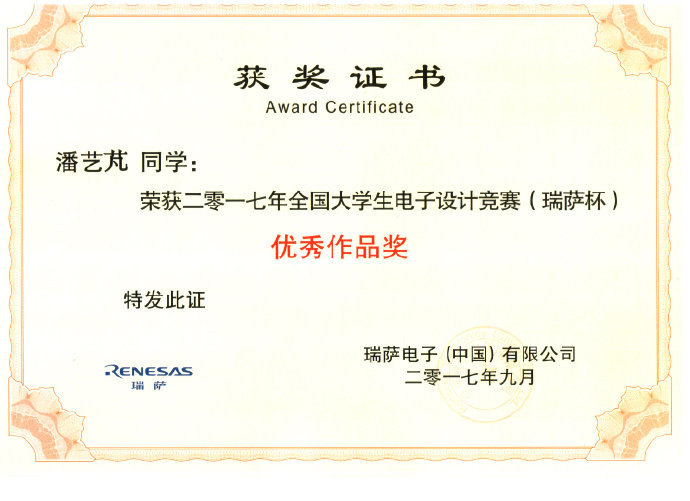 获奖证书
Award Certificate
潘艺芃 同学：
荣获二零一七年全国大学生电子设计竞赛（瑞萨杯）
优秀作品奖
特发此证
瑞萨电子（中国）有限公司
二零一七年九月
RENESAS
瑞萨